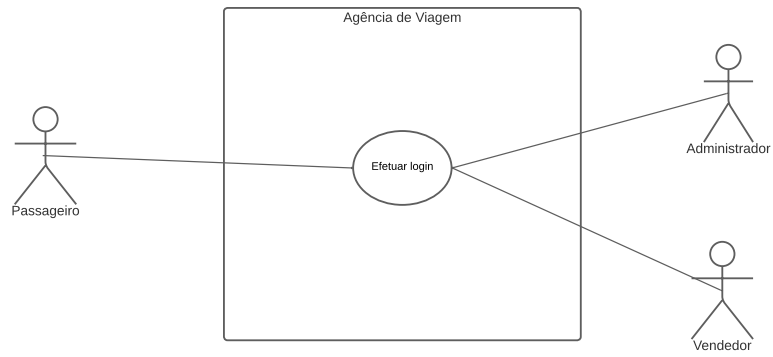 Agência de Viagem
Efetuar login
Administrador
Passageiro
Vendedor